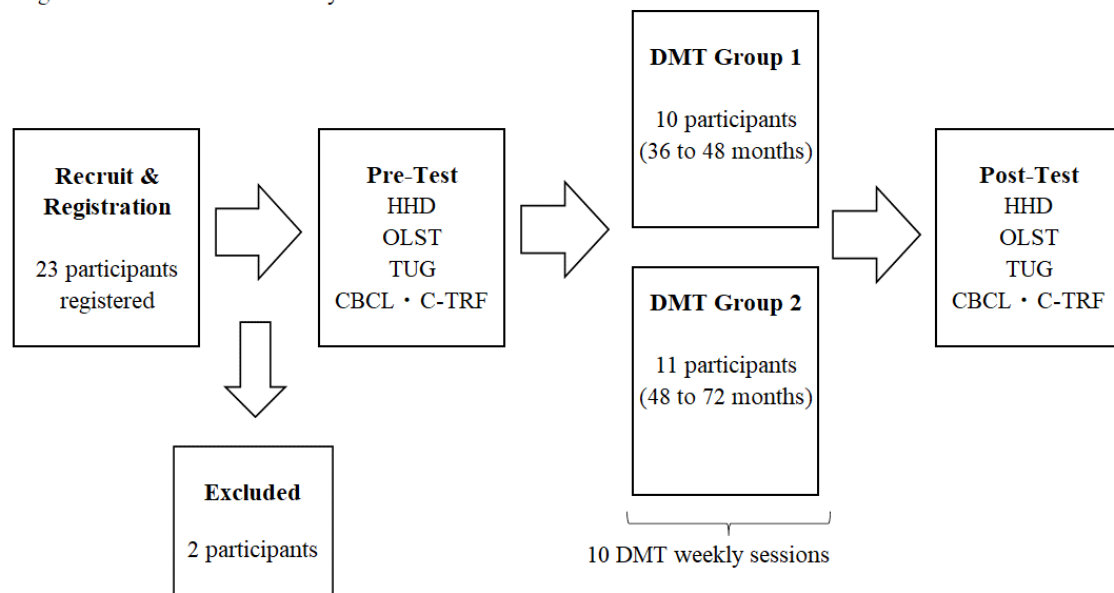 Recruit &
Registration
23 participants
registered
Excluded
2 participants
Pre-Test
HHD
OLST
TUG
CBCL・C-TRF
DMT Group 1
10 participants
(36 to 48 months)
DMT Group 2
11 participants
(48 to 72 months)
10 DMT weekly sessions
Post-Test
HHD
OLST
TUG
CBCL・C-TRF